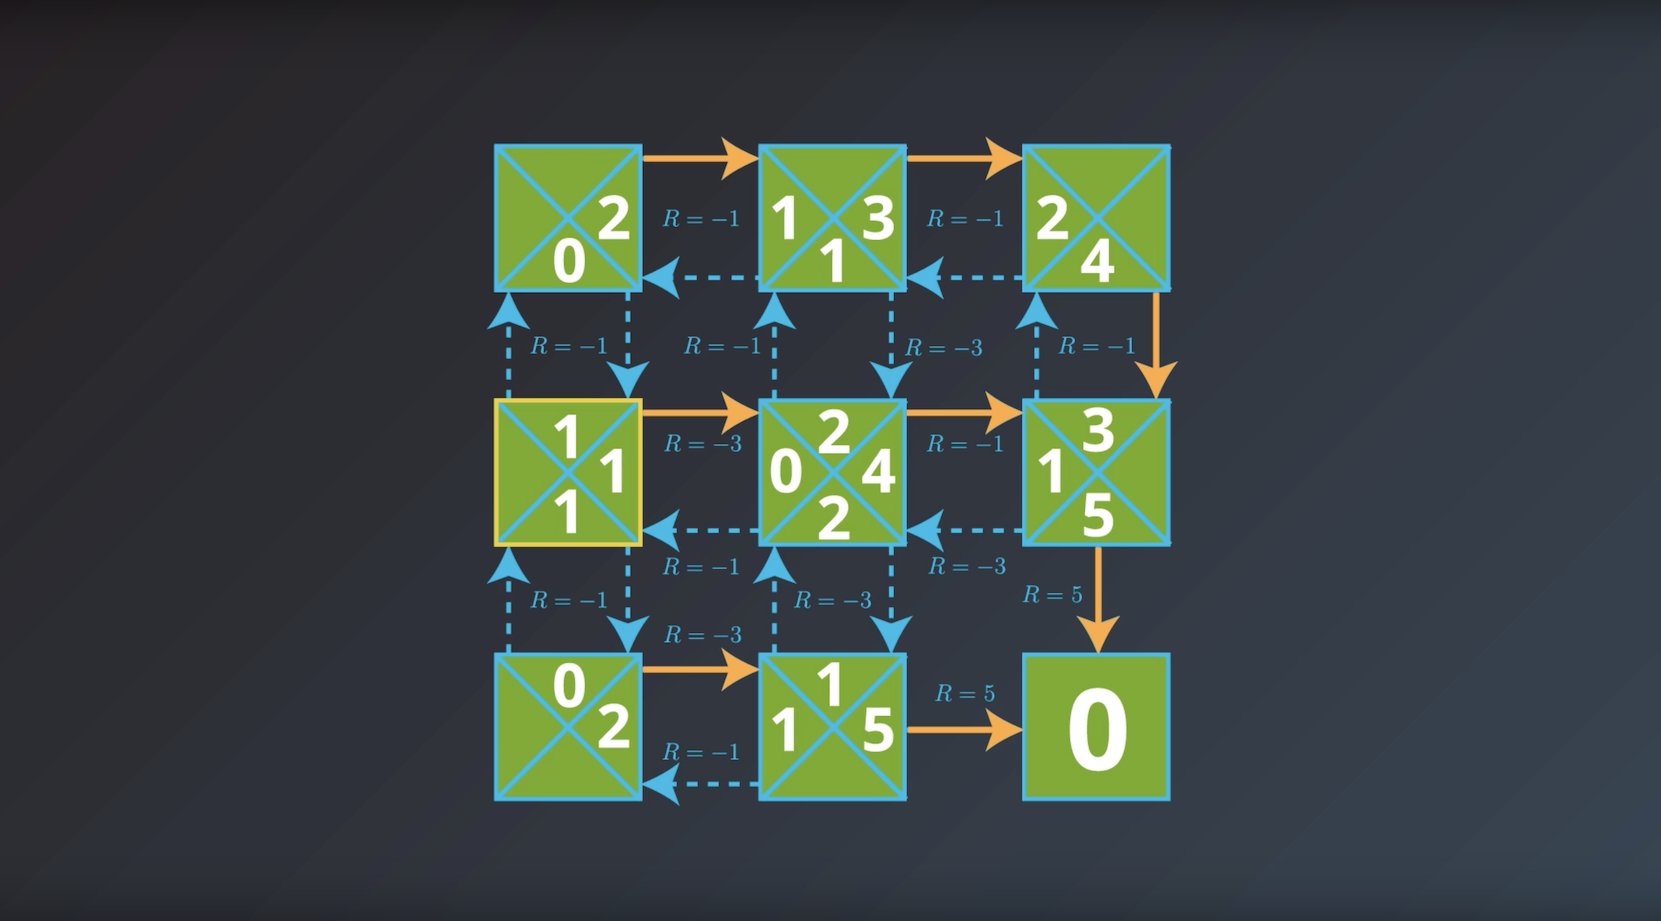 2 1 3 2
0 1 4
R = −1 R = −1
R = −1 R = −1 R = −3 R = −1
1 2 3
1 0 4 1
1 2 5
R = −3 R = −1
R = −1 R = −3
R = −1 R = −3 R = 5
R = −3
0 1
2 1 5 0
R = 5
R = −1